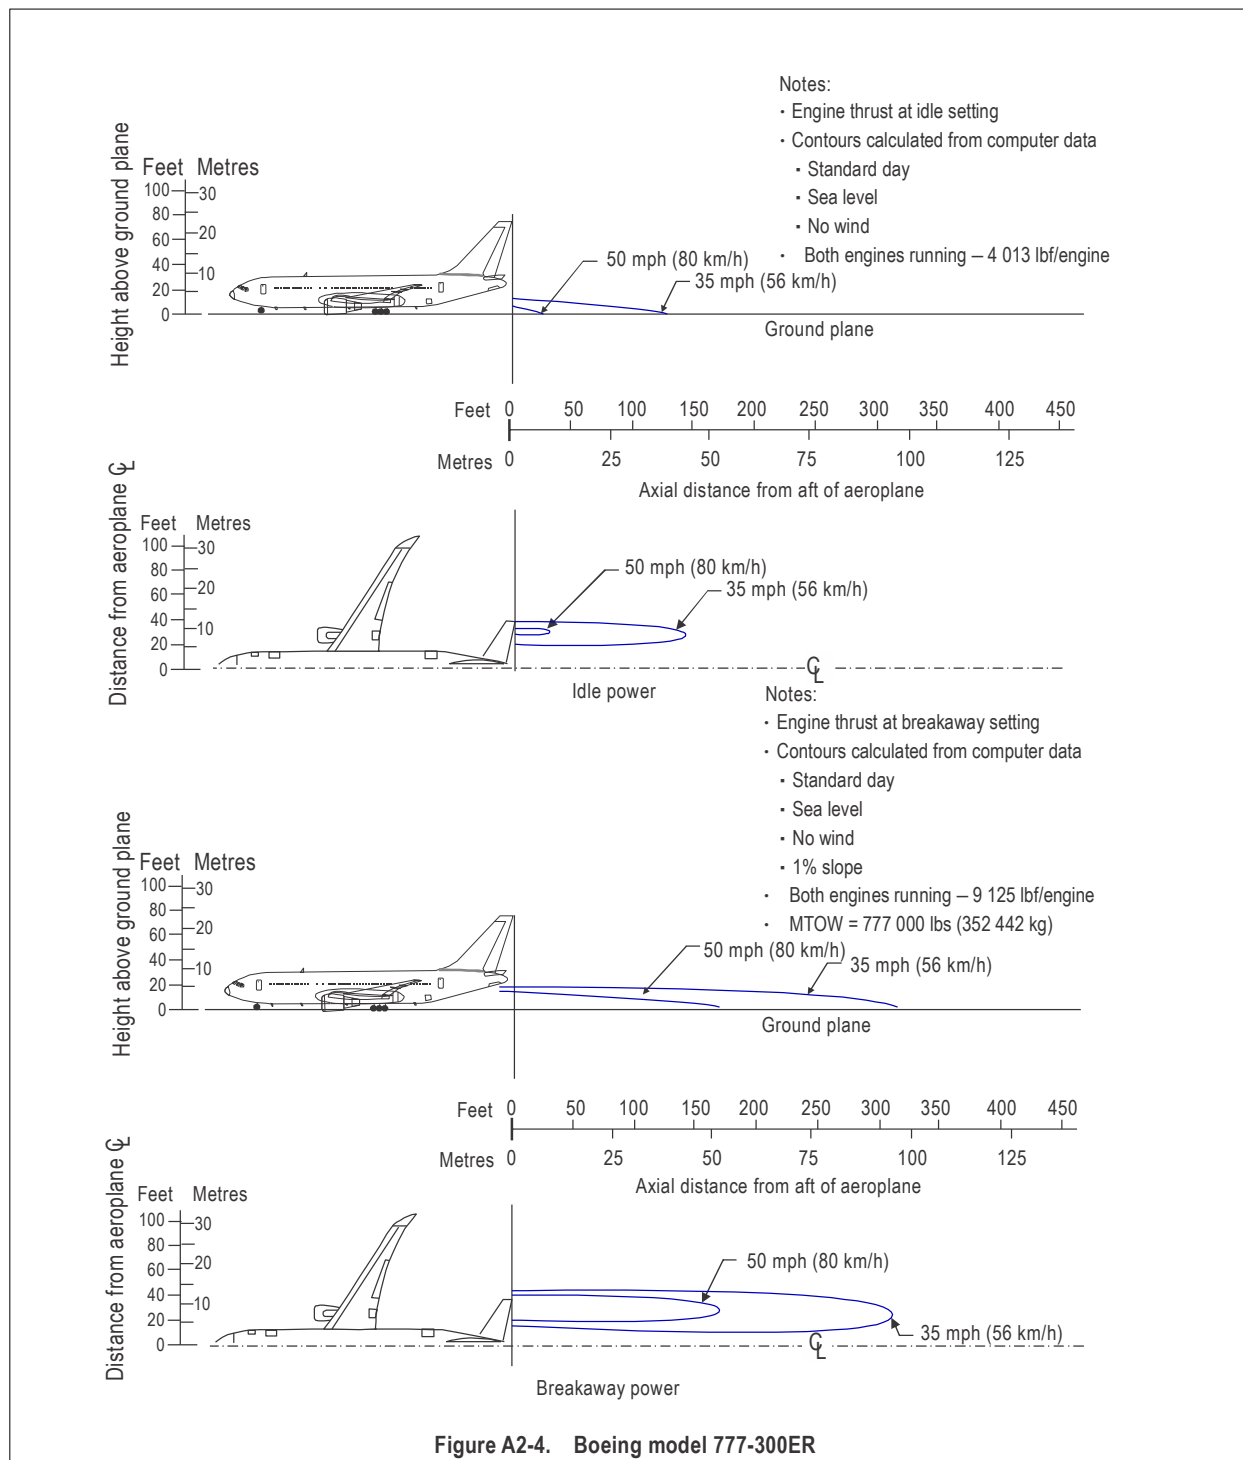 Notes:
· Engine thrust at idle setting
· Contours calculated from computer data
▪ Standard day
▪ Sea level
▪ No wind
· Both engines running – 4 013 lbf/engine
Height above ground plane
Feet Metres
100 30
80
60 20
40 10
20
0
50 mph (80 km/h)
35 mph (56 km/h)
Ground plane
Feet 0 50 100 150 200 250 300 350 400 450
Metres 0 25 50 75 100 125
Axial distance from aft of aeroplane
Distance from aeroplane ℄
Feet Metres
100 30
80
60 20
40 10
20
0
50 mph (80 km/h)
35 mph (56 km/h)
℄
Idle power
Notes:
· Engine thrust at breakaway setting
· Contours calculated from computer data
▪ Standard day
▪ Sea level
▪ No wind
▪ 1% slope
· Both engines running – 9 125 lbf/engine
· MTOW = 777 000 lbs (352 442 kg)
Height above ground plane
Feet Metres
100 30
80
60 20
40 10
20
0
50 mph (80 km/h)
35 mph (56 km/h)
Ground plane
Feet 0 50 100 150 200 250 300 350 400 450
Metres 0 25 50 75 100 125
Axial distance from aft of aeroplane
Distance from aeroplane ℄
Feet Metres
100 30
80
60 20
40 10
20
0
50 mph (80 km/h)
35 mph (56 km/h)
℄
Breakaway power
Figure A2-4. Boeing model 777-300ER